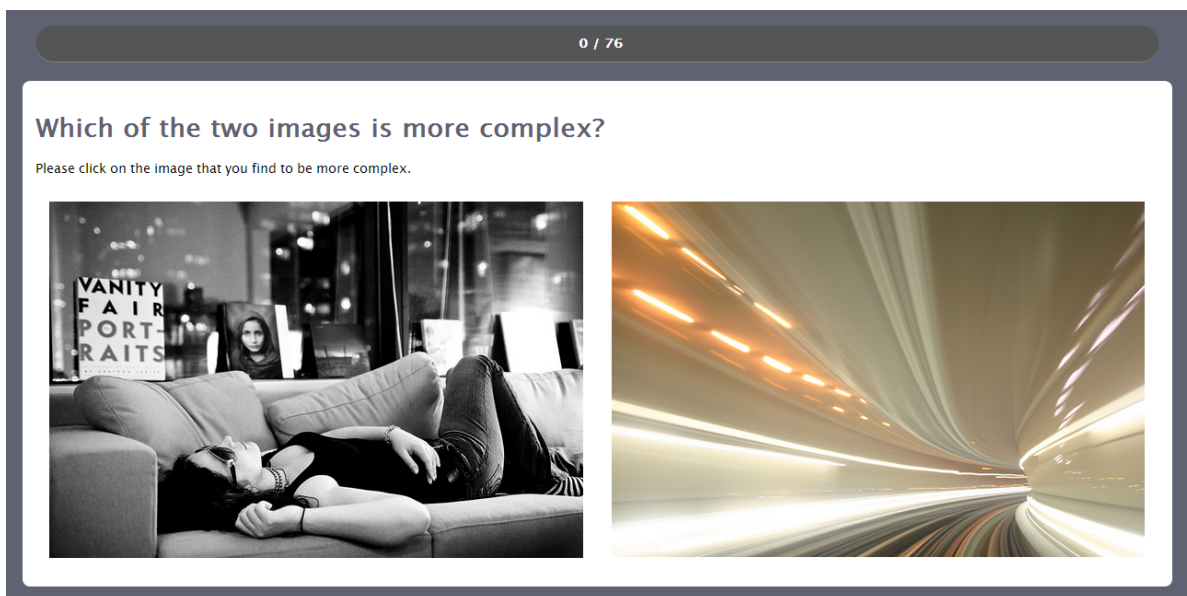 0 / 76
Which of the two images is more complex?
Please click on the image that you find to be more complex.
VANITY
FAIR
PORT-
RAITS